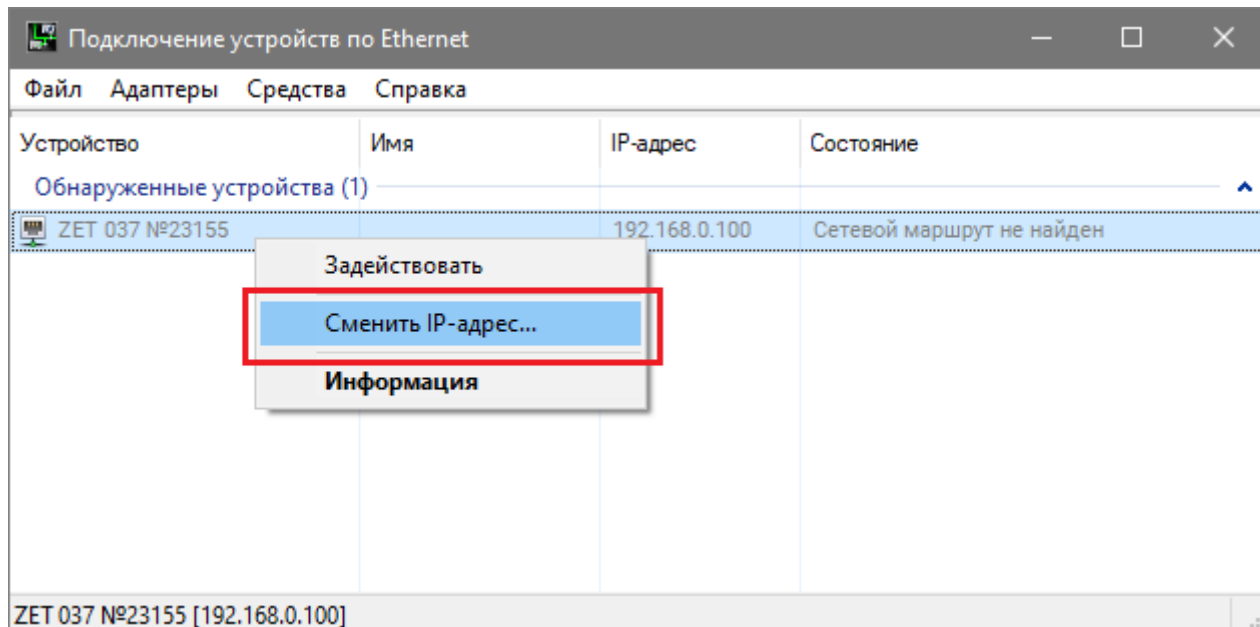 Подключение устройств по Ethernet
Файл Адаптеры Средства Справка
Устройство Имя IP-адрес Состояние
Обнаруженные устройства (1)
ZET 037 №23155 192.168.0.100 Сетевой маршрут не найден
Задействовать
Сменить IP-адрес...
Информация
ZET 037 №23155 [192.168.0.100]